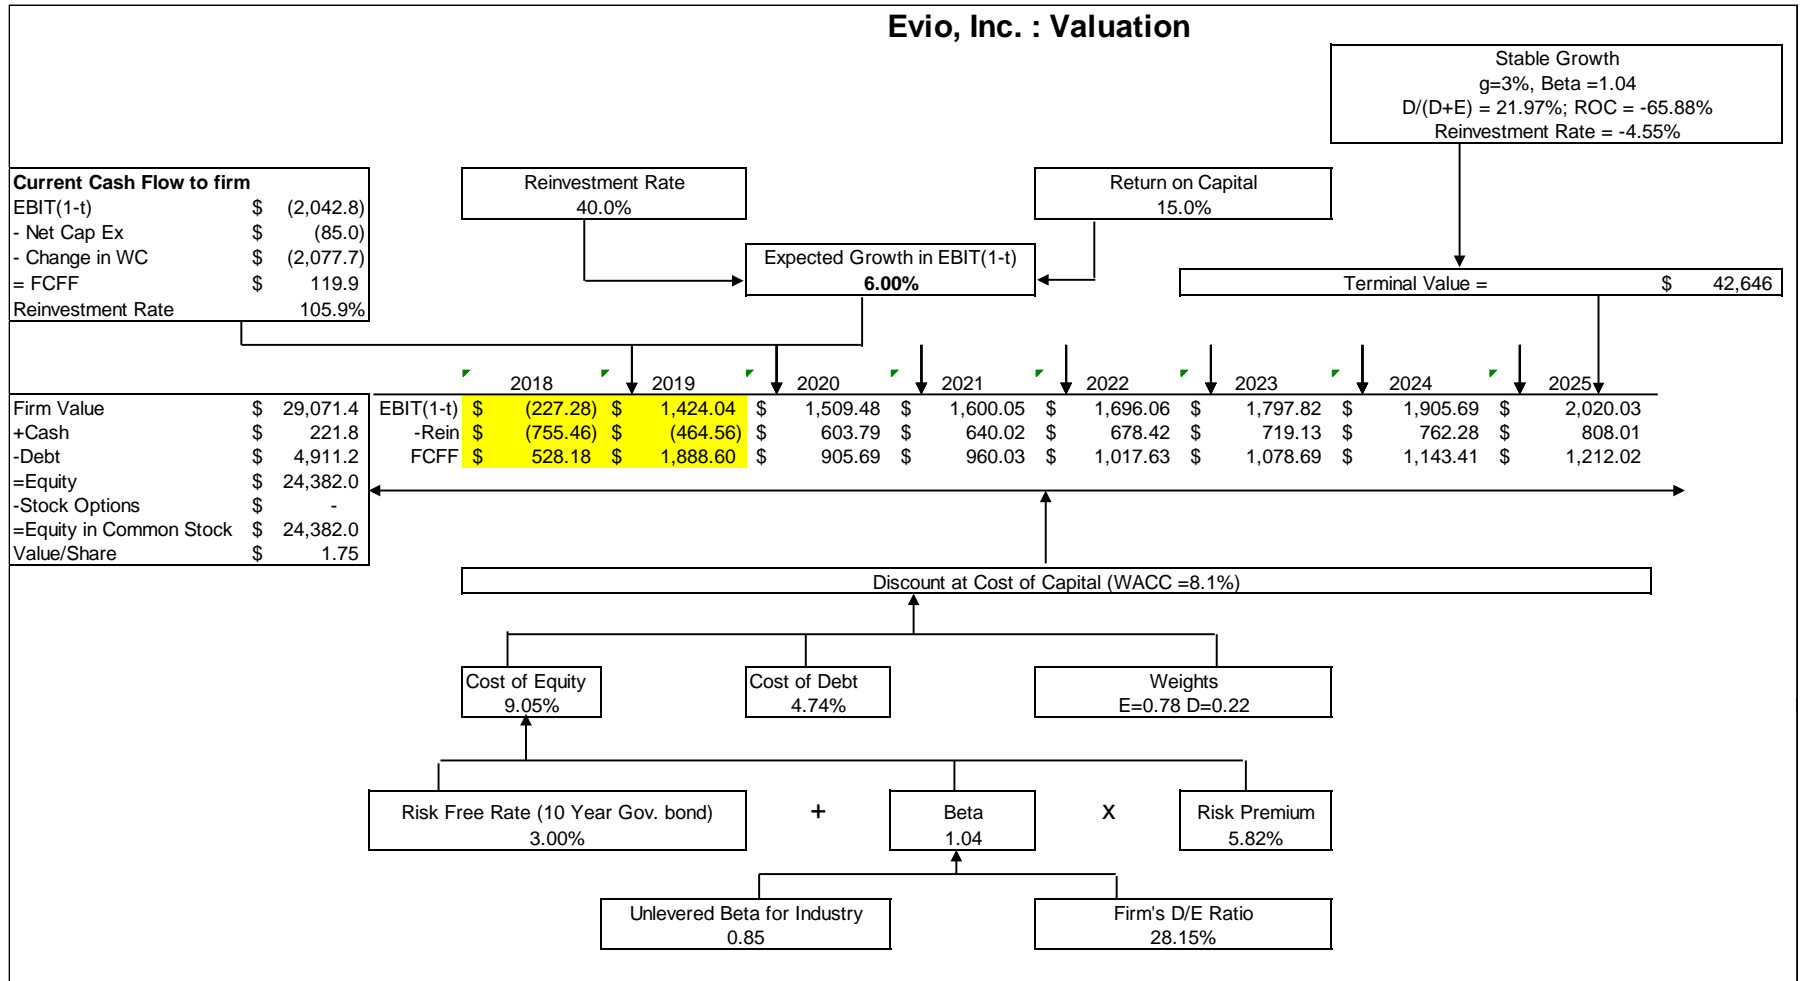 Evio, Inc. : Valuation
Stable Growth
g=3%, Beta =1.04
D/(D+E) = 21.97%; ROC = -65.88%
Reinvestment Rate = -4.55%
Current Cash Flow to firm
EBIT(1-t) $ (2,042.8)
- Net Cap Ex $ (85.0)
- Change in WC $ (2,077.7)
= FCFF $ 119.9
Reinvestment Rate 105.9%
Reinvestment Rate
40.0%
Return on Capital
15.0%
Expected Growth in EBIT(1-t)
6.00%
Terminal Value = $ 42,646
2018 2019 2020 2021 2022 2023 2024 2025
EBIT(1-t) $ (227.28) $ 1,424.04 $ 1,509.48 $ 1,600.05 $ 1,696.06 $ 1,797.82 $ 1,905.69 $ 2,020.03
-Rein $ (755.46) $ (464.56) $ 603.79 $ 640.02 $ 678.42 $ 719.13 $ 762.28 $ 808.01
FCFF $ 528.18 $ 1,888.60 $ 905.69 $ 960.03 $ 1,017.63 $ 1,078.69 $ 1,143.41 $ 1,212.02
Firm Value $ 29,071.4
+Cash $ 221.8
-Debt $ 4,911.2
=Equity $ 24,382.0
-Stock Options $ -
=Equity in Common Stock $ 24,382.0
Value/Share $ 1.75
Discount at Cost of Capital (WACC =8.1%)
Cost of Equity
9.05%
Cost of Debt
4.74%
Weights
E=0.78 D=0.22
Risk Free Rate (10 Year Gov. bond)
3.00%
+
Beta
1.04
X
Risk Premium
5.82%
Unlevered Beta for Industry
0.85
Firm's D/E Ratio
28.15%